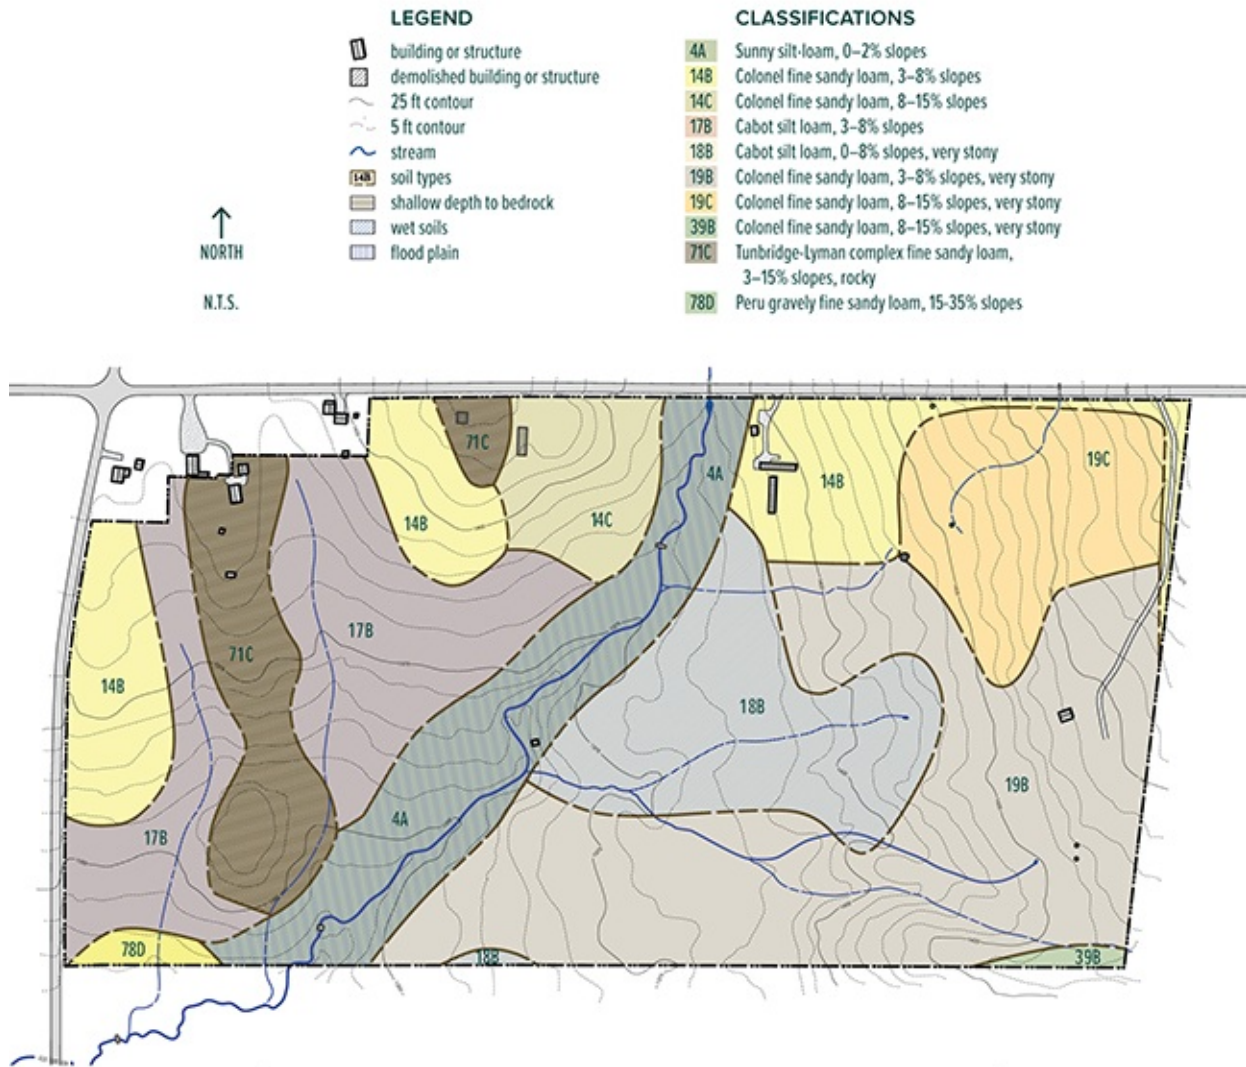 LEGEND
building or structure
demolished building or structure
25 ft contour
5 ft contour
stream
14B soil types
shallow depth to bedrock
wet soils
flood plain
NORTH
N.T.S.
CLASSIFICATIONS
4A Sunny silt-loam, 0–2% slopes
14B Colonel fine sandy loam, 3–8% slopes
14C Colonel fine sandy loam, 8–15% slopes
17B Cabot silt loam, 3–8% slopes
18B Cabot silt loam, 0–8% slopes, very stony
19B Colonel fine sandy loam, 3–8% slopes, very stony
19C Colonel fine sandy loam, 8–15% slopes, very stony
39B Colonel fine sandy loam, 8–15% slopes, very stony
71C Tunbridge-Lyman complex fine sandy loam,
3–15% slopes, rocky
78D Peru gravely fine sandy loam, 15-35% slopes
71C
4A
19C
14B
14B
14C
17B
71C
14B
18B
19B
4A
17B
78D
18B
39B